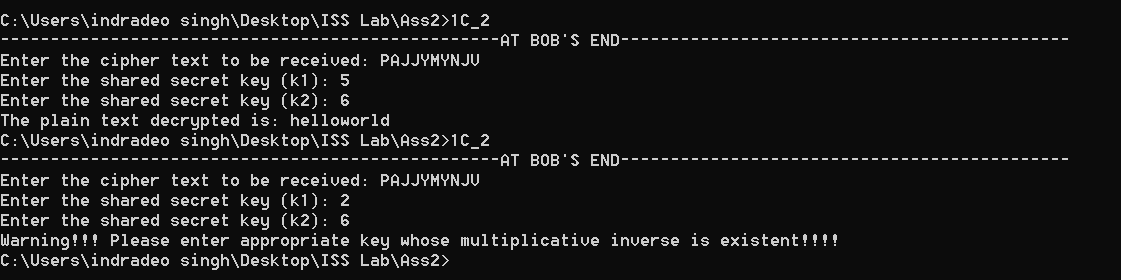 C:\Users\indradeo singh\Desktop\ISS Lab\Ass2>1C_2
--------------------------------------------------AT BOB'S END---------------------------------------------
Enter the cipher text to be received: PAJJYMYNJV
Enter the shared secret key (k1): 5
Enter the shared secret key (k2): 6
The plain text decrypted is: helloworld
C:\Users\indradeo singh\Desktop\ISS Lab\Ass2>1C_2
--------------------------------------------------AT BOB'S END---------------------------------------------
Enter the cipher text to be received: PAJJYMYNJV
Enter the shared secret key (k1): 2
Enter the shared secret key (k2): 6
Warning!!! Please enter appropriate key whose multiplicative inverse is existent!!!!
C:\Users\indradeo singh\Desktop\ISS Lab\Ass2>